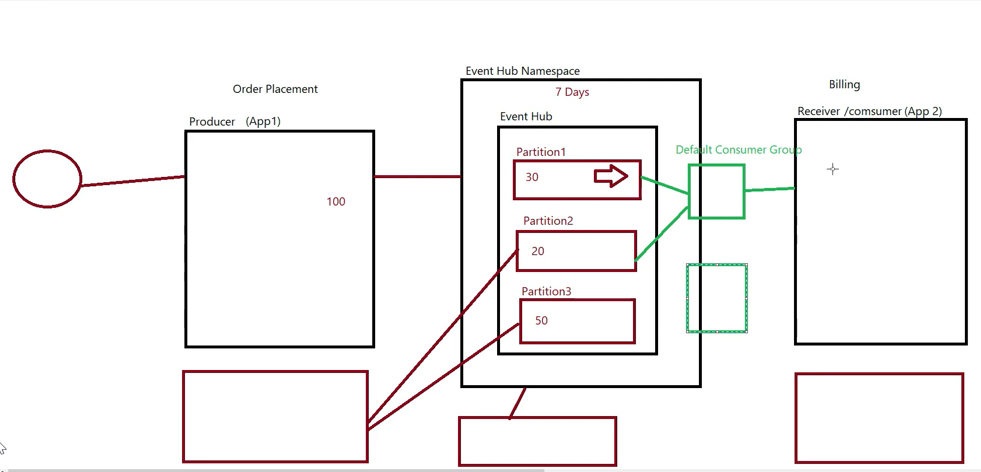 Event Hub Namespace
7 Days
Order Placement
Billing
Producer (App1)
Event Hub
Receiver /comsumer (App 2)
Default Consumer Group
Partition1
30
100
Partition2
20
Partition3
50